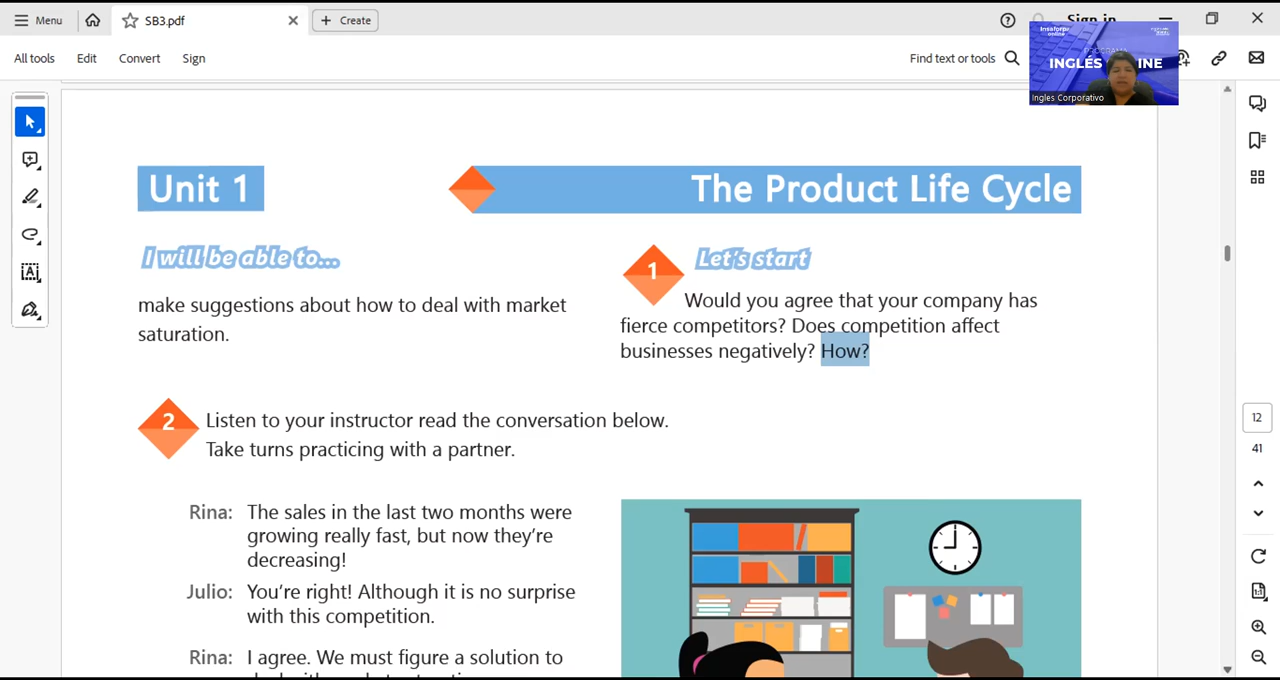 Menu
SB3.pdf
Create
Sign in
All tools
Edit
Convert
Sign
Find text or tools
INGLÉS
INE
Ingles Corporativo
Unit 1
The Product Life Cycle
I will be able to...
make suggestions about how to deal with market
saturation.
1
Let's start
Would you agree that your company has
fierce competitors? Does competition affect
businesses negatively? How?
2
Listen to your instructor read the conversation below.
Take turns practicing with a partner.
Rina: The sales in the last two months were
growing really fast, but now they're
decreasing!
Julio: You're right! Although it is no surprise
with this competition.
Rina: I agree. We must figure a solution to
12
41